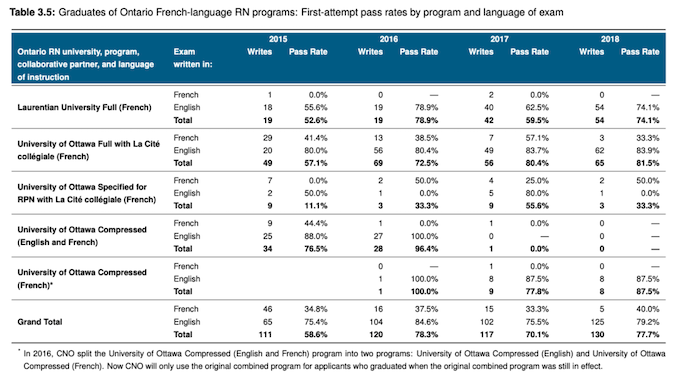 Table 3.5: Graduates of Ontario French-language RN programs: First-attempt pass rates by program and language of exam
2015 2016 2017 2018
Ontario RN university, program, collaborative partner, and language of instruction Exam written in: Writes Pass Rate Writes Pass Rate Writes Pass Rate Writes Pass Rate
Laurentian University Full (French)
French 1 0.0% 0 — 2 0.0% 0 —
English 18 55.6% 19 78.9% 40 62.5% 54 74.1%
Total 19 52.6% 19 78.9% 42 59.5% 54 74.1%
University of Ottawa Full with La Cité collégiale (French)
French 29 41.4% 13 38.5% 7 57.1% 3 33.3%
English 20 80.0% 56 80.4% 49 83.7% 62 83.9%
Total 49 57.1% 69 72.5% 56 80.4% 65 81.5%
University of Ottawa Specified for RPN with La Cité collégiale (French)
French 7 0.0% 2 50.0% 4 25.0% 2 50.0%
English 2 50.0% 1 0.0% 5 80.0% 1 0.0%
Total 9 11.1% 3 33.3% 9 55.6% 3 33.3%
University of Ottawa Compressed (English and French)
French 9 44.4% 1 0.0% 1 0.0% 0 —
English 25 88.0% 27 100.0% 0 — 0 —
Total 34 76.5% 28 96.4% 1 0.0% 0 —
University of Ottawa Compressed (French)*
French 0 — 1 0.0% 0 —
English 1 100.0% 8 87.5% 8 87.5%
Total 1 100.0% 9 77.8% 8 87.5%
Grand Total
French 46 34.8% 16 37.5% 15 33.3% 5 40.0%
English 65 75.4% 104 84.6% 102 75.5% 125 79.2%
Total 111 58.6% 120 78.3% 117 70.1% 130 77.7%
* In 2016, CNO split the University of Ottawa Compressed (English and French) program into two programs: University of Ottawa Compressed (English) and University of Ottawa
Compressed (French). Now CNO will only use the original combined program for applicants who graduated when the original combined program was still in effect.